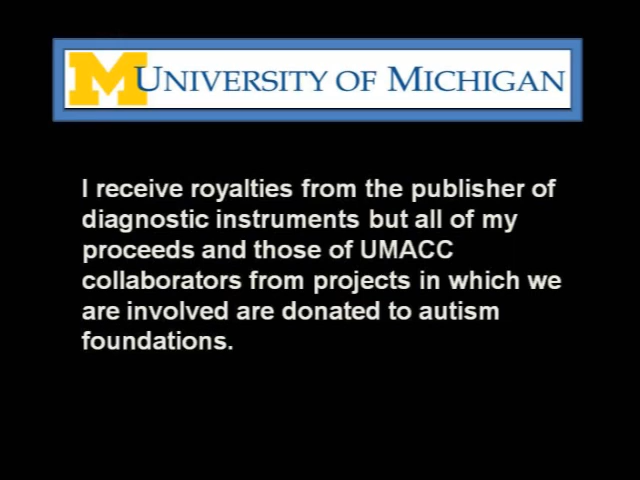 M UNIVERSITY OF MICHIGAN
I receive royalties from the publisher of
diagnostic instruments but all of my
proceeds and those of UMACC
collaborators from projects in which we
are involved are donated to autism
foundations.